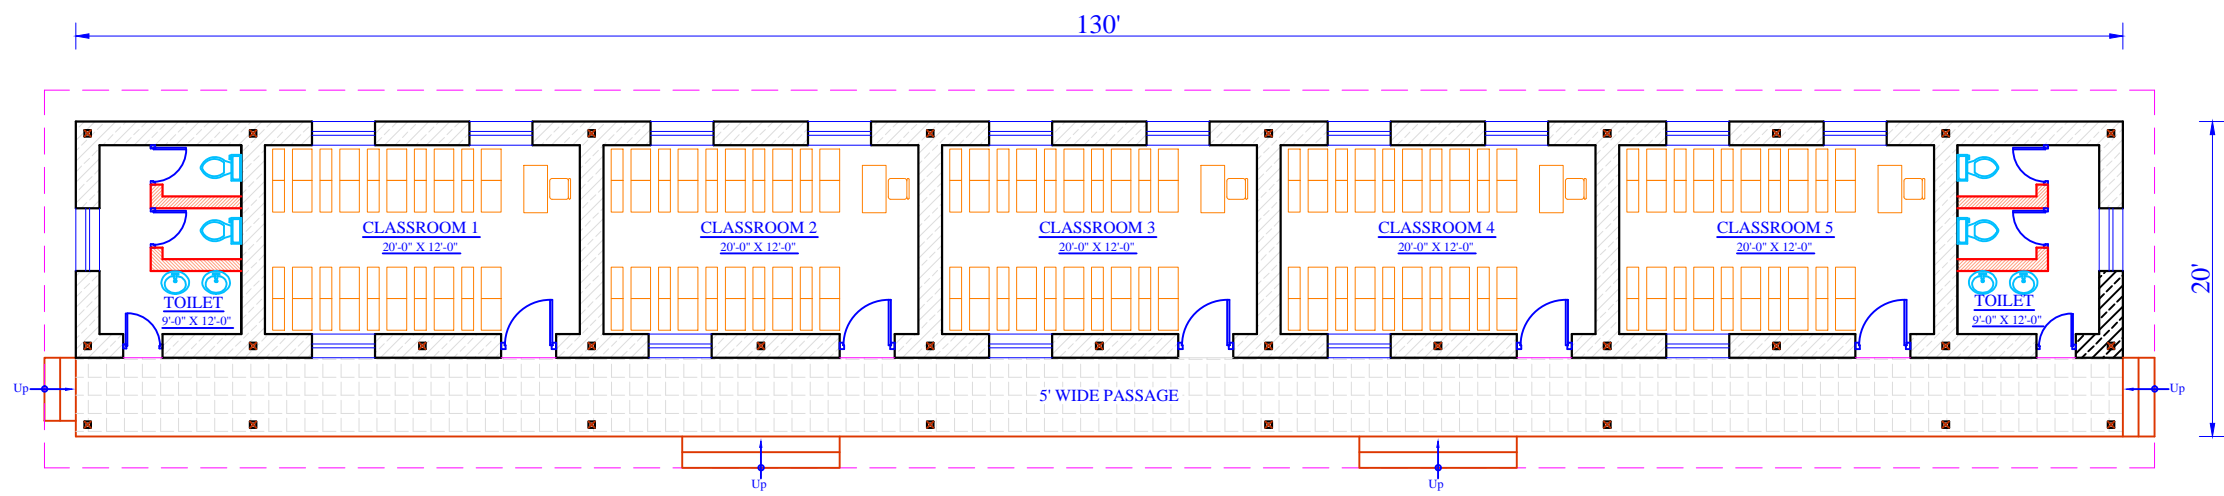 130'
CLASSROOM 1
20'-0" X 12'-0"
CLASSROOM 2
20'-0" X 12'-0"
CLASSROOM 3
20'-0" X 12'-0"
CLASSROOM 4
20'-0" X 12'-0"
CLASSROOM 5
20'-0" X 12'-0"
20'
TOILET
9'-0" X 12'-0"
TOILET
9'-0" X 12'-0"
Up
5' WIDE PASSAGE
Up
Up
Up